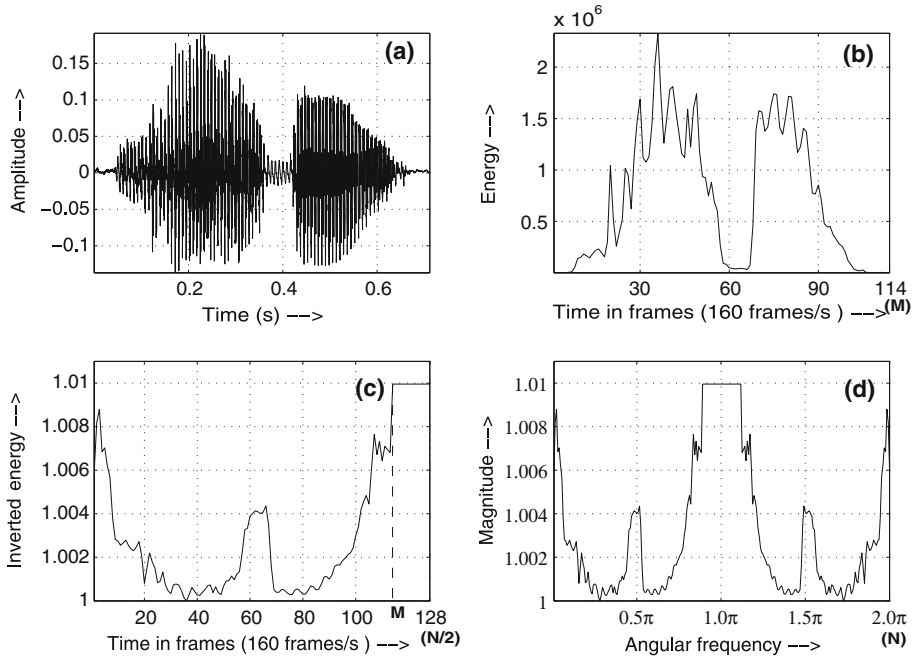 (a)
Amplitude -->
0.15
0.1
0.05
0
−0.05
−0.1
0.2
0.4
0.6
Time (s) -->
x 10^6
(b)
Energy -->
2
1.5
1
0.5
30
60
90
114
Time in frames (160 frames/s ) --> (M)
(c)
Inverted energy -->
1.01
1.008
1.006
1.004
1.002
1
20
40
60
80
100
M
128
Time in frames (160 frames/s ) --> (N/2)
(d)
Magnitude -->
1.01
1.008
1.006
1.004
1.002
1
0.5π
1.0π
1.5π
2.0π
Angular frequency --> (N)